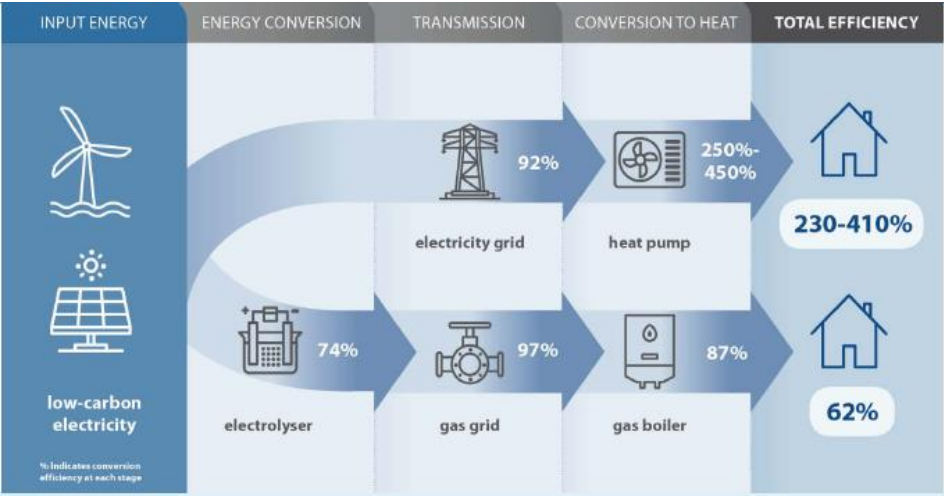 INPUT ENERGY
ENERGY CONVERSION
TRANSMISSION
CONVERSION TO HEAT
TOTAL EFFICIENCY
92%
250%-
450%
electricity grid
heat pump
230-410%
+ -
74%
97%
87%
low-carbon
electricity
electrolyser
gas grid
gas boiler
62%
% Indicates conversion
efficiency at each stage